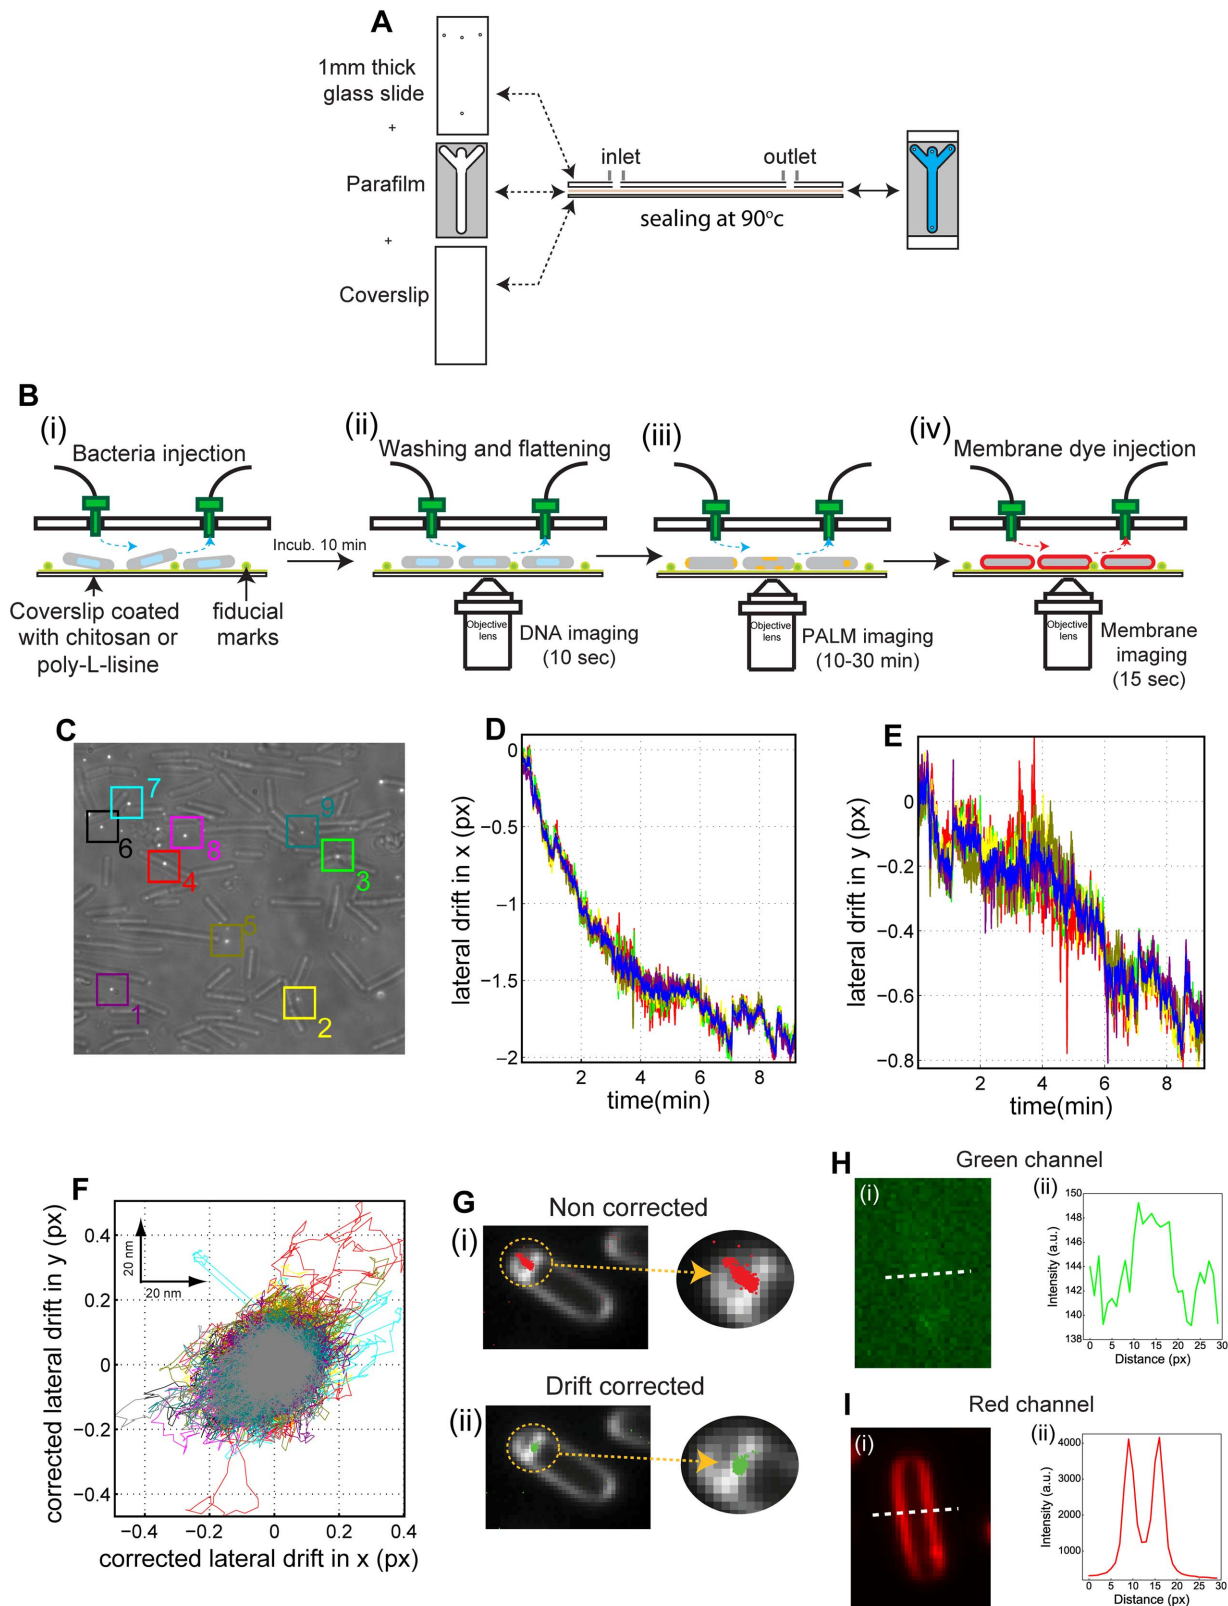 A
1mm thick
glass slide
+
Parafilm
+
Coverslip
inlet
outlet
sealing at 90°c
B
(i)
Bacteria injection
Incub. 10 min
Coverslip coated
with chitosan or
poly-L-lisine
fiducial
marks
(ii)
Washing and flattening
Objective
lens
DNA imaging
(10 sec)
(iii)
Objective
lens
PALM imaging
(10-30 min)
(iv)
Membrane dye injection
Objective
lens
Membrane
imaging
(15 sec)
C
7
6
8
4
9
3
5
1
2
D
lateral drift in x (px)
0
−0.5
−1
−1.5
−2
2 4 6 8
time(min)
E
lateral drift in y (px)
0
−0.2
−0.4
−0.6
−0.8
2 4 6 8
time(min)
F
corrected lateral drift in y (px)
0.4
0.2
0
−0.2
−0.4
20 nm
20 nm
−0.4 −0.2 0 0.2 0.4
corrected lateral drift in x (px)
G
Non corrected
(i)
Drift corrected
(ii)
H
Green channel
(i)
(ii)
Intensity (a.u.)
150
148
146
144
142
140
138
0 5 10 15 20 25 30
Distance (px)
I
Red channel
(i)
(ii)
Intensity (a.u.)
4000
3000
2000
1000
0 5 10 15 20 25 30
Distance (px)